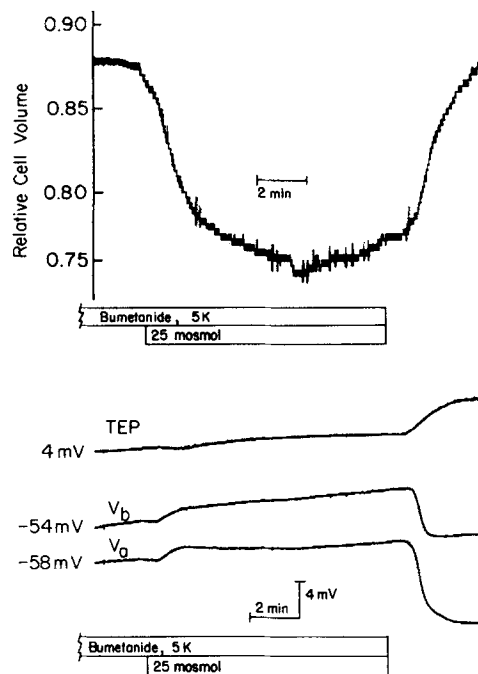 0.90
0.85
0.80
0.75
Relative Cell Volume
2 min
Bumetanide, 5K
25 mosmol
TEP
4 mV
Vb
-54 mV
Va
-58 mV
2 min
4 mV
Bumetanide, 5K
25 mosmol